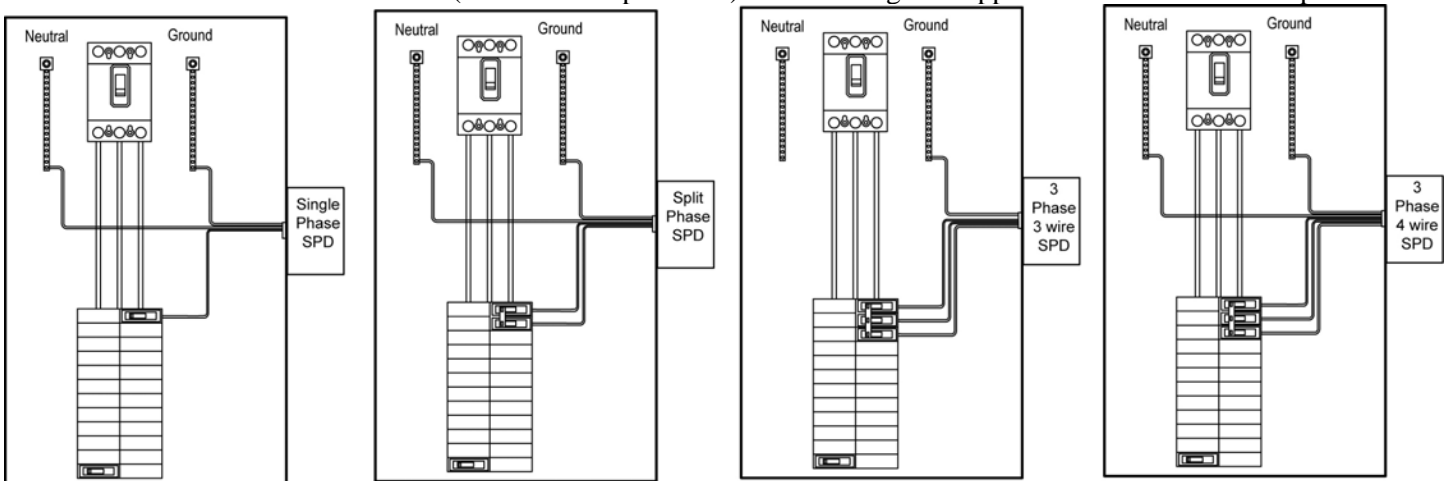 Neutral
Ground
Single
Phase
SPD
Neutral
Ground
Split
Phase
SPD
Neutral
Ground
3
Phase
3 wire
SPD
Neutral
Ground
3
Phase
4 wire
SPD